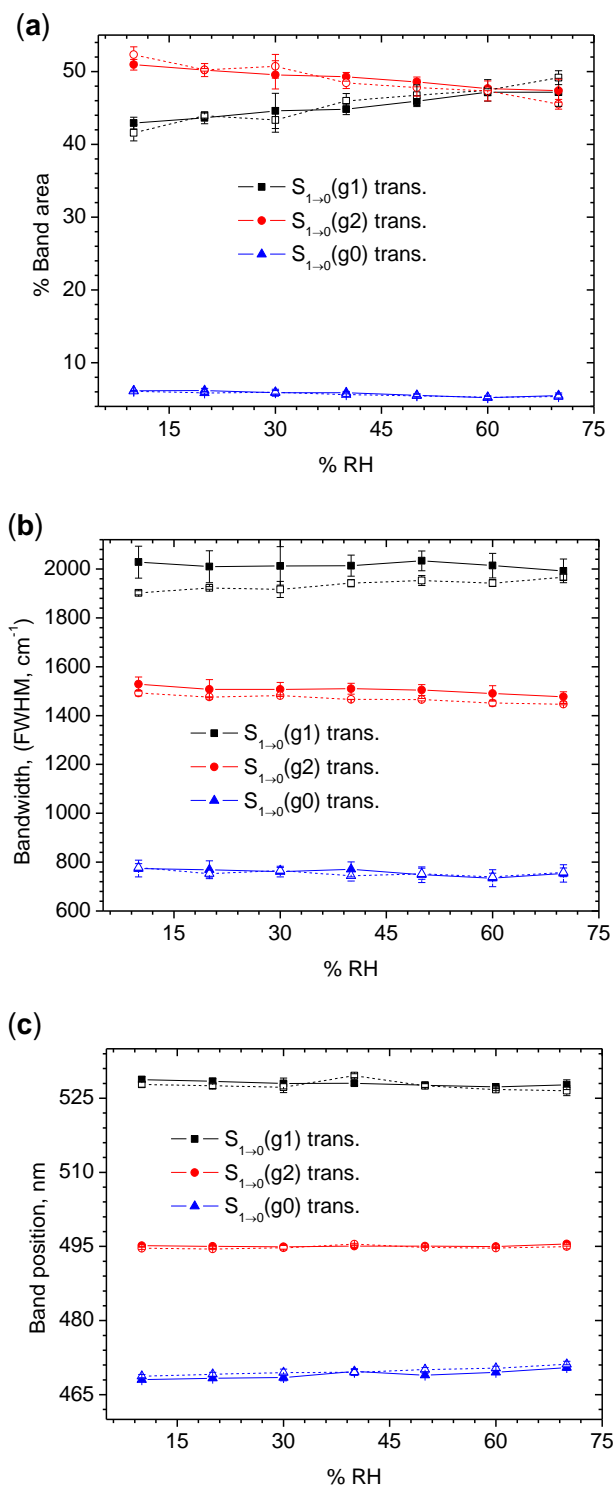 (a)
50
40
30
20
10
% Band area
S1→0(g1) trans.
S1→0(g2) trans.
S1→0(g0) trans.
15 30 45 60 75
% RH
(b)
2000
1800
1600
1400
1200
1000
800
600
Bandwidth, (FWHM, cm-1)
S1→0(g1) trans.
S1→0(g2) trans.
S1→0(g0) trans.
15 30 45 60 75
% RH
(c)
525
510
495
480
465
Band position, nm
S1→0(g1) trans.
S1→0(g2) trans.
S1→0(g0) trans.
15 30 45 60 75
% RH